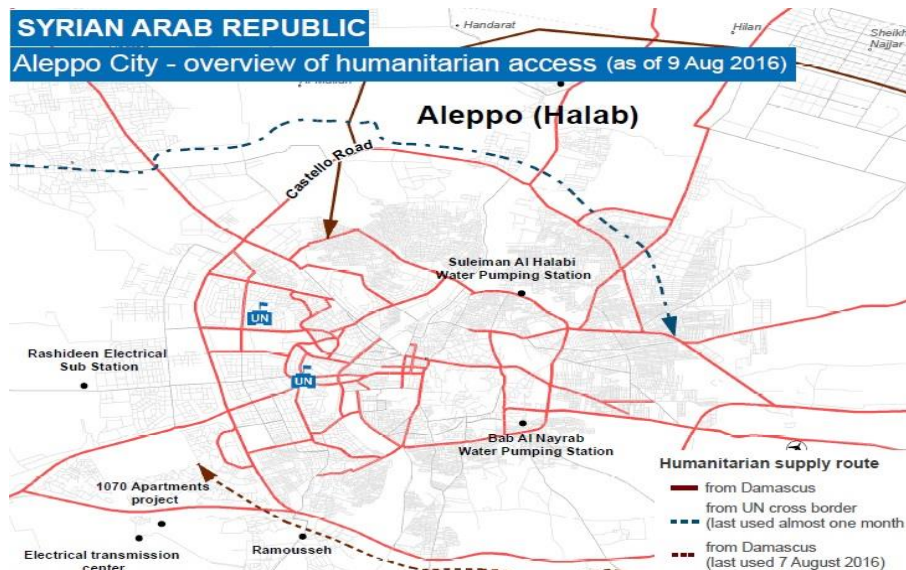 Handarat
Hilan
Sheikh
Najjar
SYRIAN ARAB REPUBLIC
Aleppo City - overview of humanitarian access (as of 9 Aug 2016)
Aleppo (Halab)
Castello Road
Suleiman Al Halabi
Water Pumping Station
UN
Rashideen Electrical
Sub Station
UN
Bab Al Nayrab
Water Pumping Station
1070 Apartments
project
Ramousseh
Electrical transmission
center
Humanitarian supply route
from Damascus
from UN cross border
(last used almost one month
from Damascus
(last used 7 August 2016)